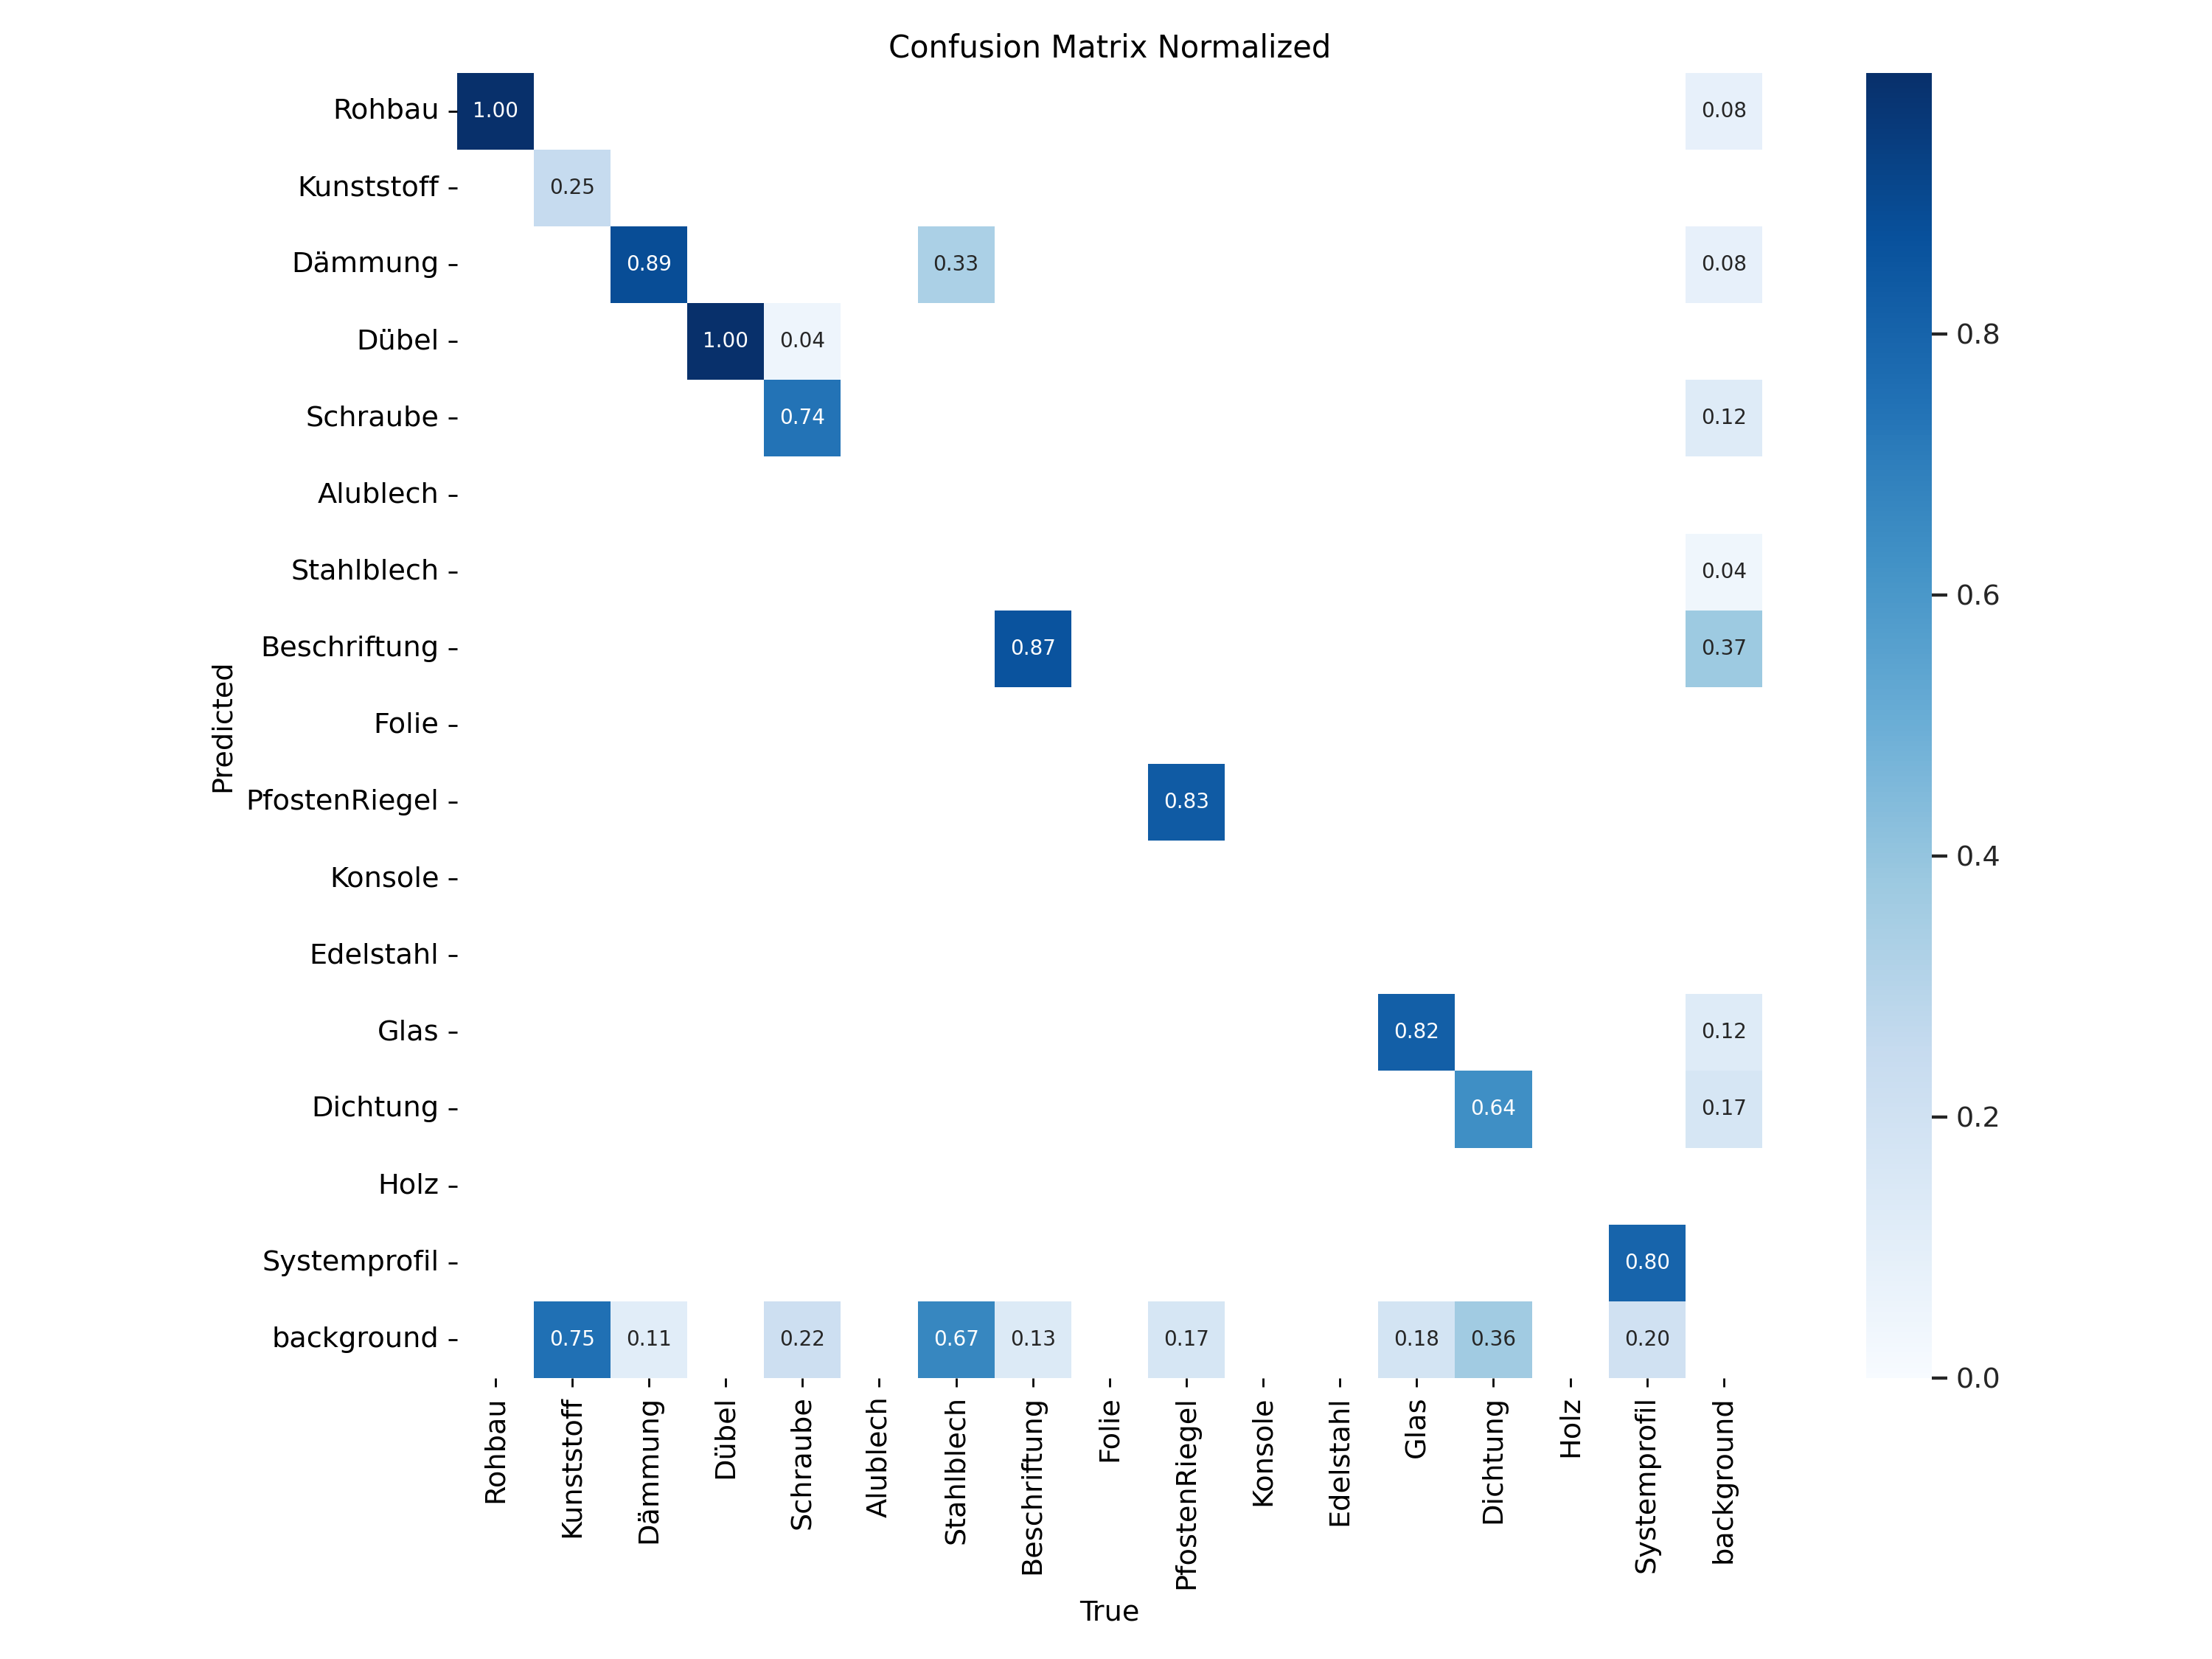 Confusion Matrix Normalized
Rohbau 1.00 0.08
Kunststoff 0.25
Dämmung 0.89 0.33 0.08
Dübel 1.00 0.04
Schraube 0.74 0.12
Alublech
Stahlblech 0.04
Beschriftung 0.87 0.37
Folie
PfostenRiegel 0.83
Konsole
Edelstahl
Glas 0.82 0.12
Dichtung 0.64 0.17
Holz
Systemprofil 0.80
background 0.75 0.11 0.22 0.67 0.13 0.17 0.18 0.36 0.20
Predicted
Rohbau
Kunststoff
Dämmung
Dübel
Schraube
Alublech
Stahlblech
Beschriftung
Folie
PfostenRiegel
Konsole
Edelstahl
Glas
Dichtung
Holz
Systemprofil
background
True
0.8
0.6
0.4
0.2
0.0